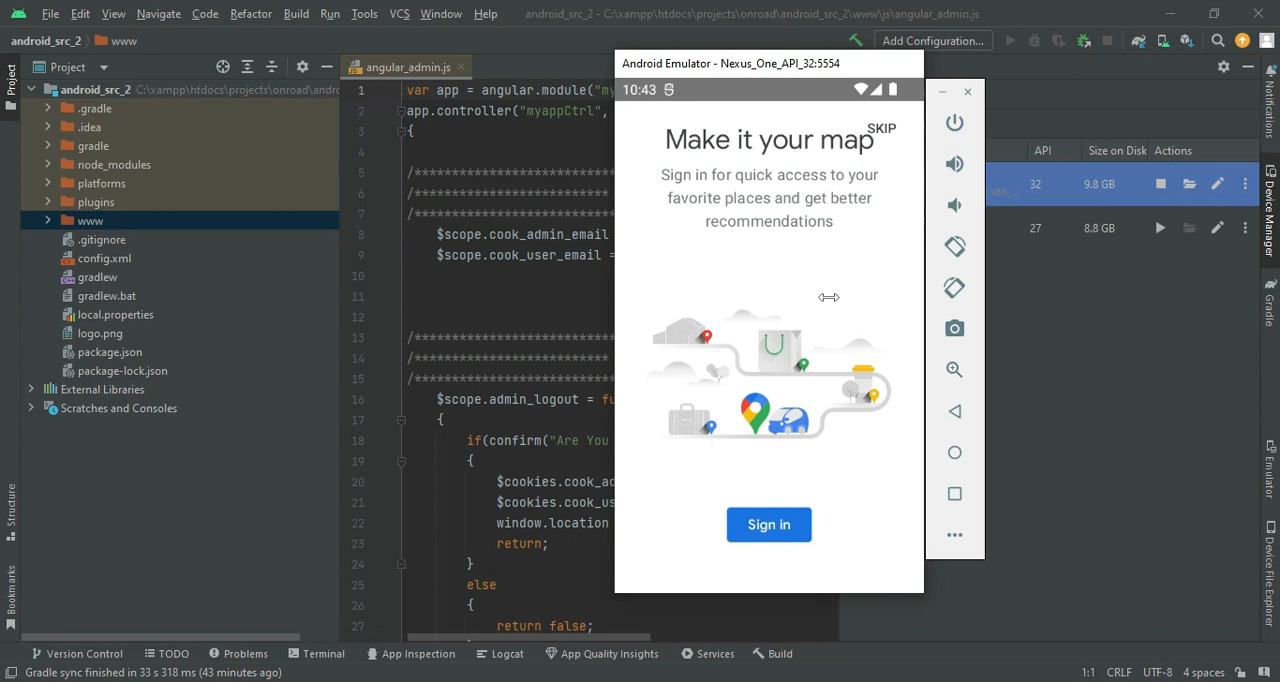 File Edit View Navigate Code Refactor Build Run Tools VCS Window Help android_src_2 - C:\xampp\htdocs\projects\onroad\android_src_2\www\js\angular_admin.js
android_src_2 www
Add Configuration...
Project
angular_admin.js
Project
android_src_2 C:\xampp\htdocs\projects\onroad\andro
.gradle
.idea
gradle
node_modules
platforms
plugins
www
.gitignore
config.xml
gradlew
gradlew.bat
local.properties
logo.png
package.json
package-lock.json
External Libraries
Scratches and Consoles
Structure
Bookmarks
1 var app = angular.module("my
2 app.controller("myappCtrl",
3 {
4
5 /***************************
6 /***************************
7 /***************************
8 $scope.cook_admin_email
9 $scope.cook_user_email =
10
11
12
13 /***************************
14 /***************************
15 /***************************
16 $scope.admin_logout = fu
17 {
18 if(confirm("Are You
19 {
20 $cookies.cook_ad
21 $cookies.cook_us
22 window.location
23 return;
24 }
25 else
26 {
27 return false;
Android Emulator - Nexus_One_API_32:5554
10:43
SKIP
Make it your map
Sign in for quick access to your
favorite places and get better
recommendations
Sign in
API Size on Disk Actions
x86_... 32 9.8 GB
27 8.8 GB
Notifications
Device Manager
Gradle
Emulator
Device File Explorer
Version Control TODO Problems Terminal App Inspection Logcat App Quality Insights Services Build
Gradle sync finished in 33 s 318 ms (43 minutes ago)
1:1 CRLF UTF-8 4 spaces